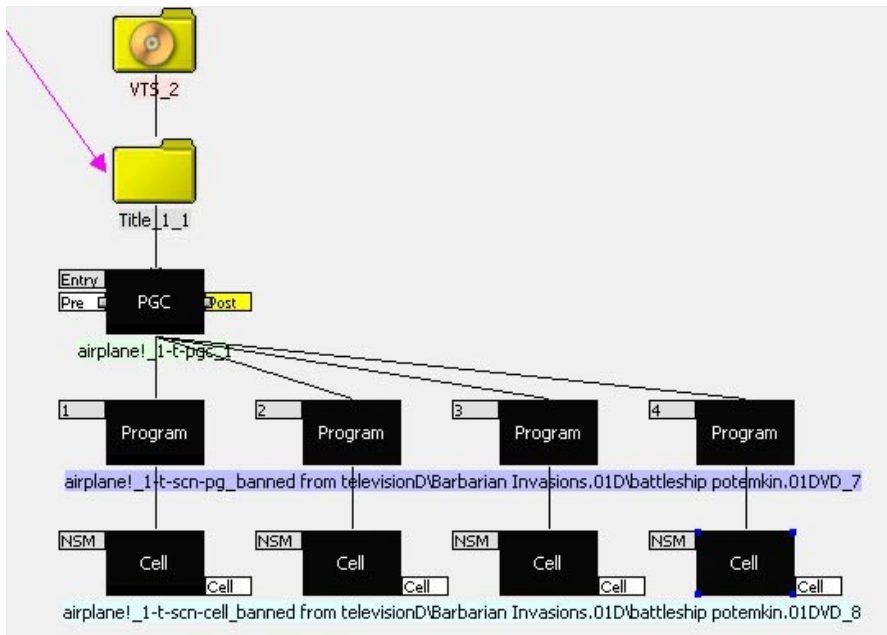 VTS_2
Title_1_1
Entry
Pre PGC Post
airplane!_1-t-pgc_1
1 2 3 4
Program Program Program Program
airplane!_1-t-scn-pg_banned from televisionD\Barbarian Invasions.01D\battleship potemkin.01DVD_7
NSM NSM NSM NSM
Cell Cell Cell Cell
Cell Cell Cell Cell
airplane!_1-t-scn-cell_banned from televisionD\Barbarian Invasions.01D\battleship potemkin.01DVD_8